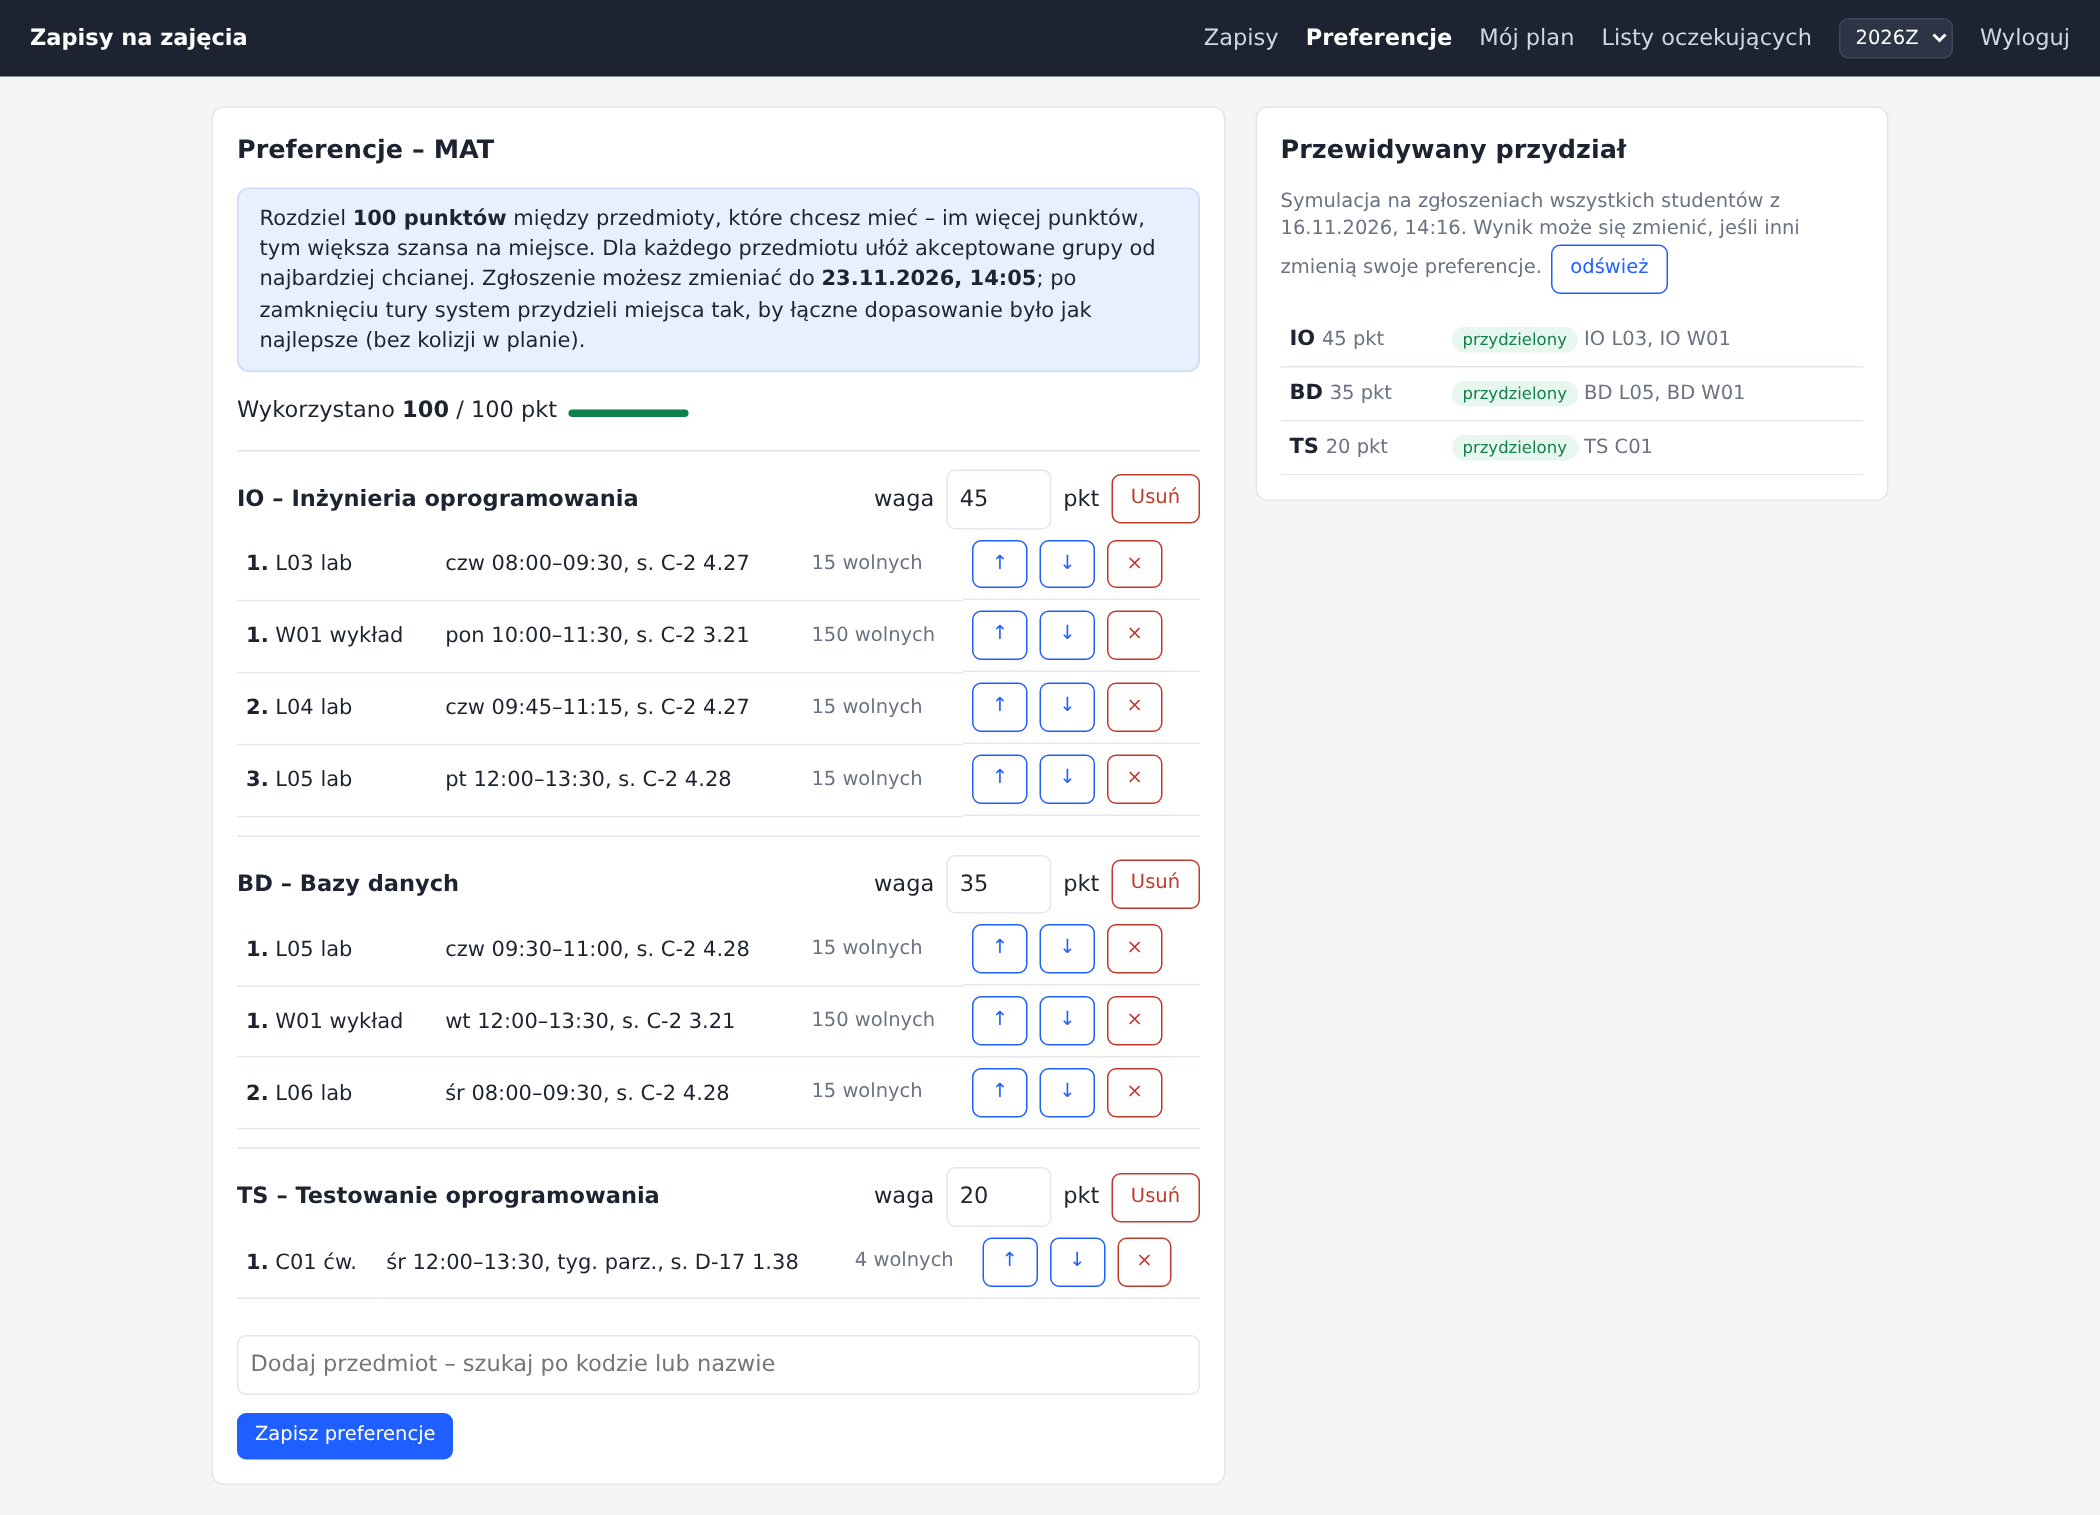 Zapisy na zajęcia
Zapisy Preferencje Mój plan Listy oczekujących 2026Z Wyloguj
Preferencje – MAT
Rozdziel 100 punktów między przedmioty, które chcesz mieć – im więcej punktów,
tym większa szansa na miejsce. Dla każdego przedmiotu ułóż akceptowane grupy od
najbardziej chcianej. Zgłoszenie możesz zmieniać do 23.11.2026, 14:05; po
zamknięciu tury system przydzieli miejsca tak, by łączne dopasowanie było jak
najlepsze (bez kolizji w planie).
Wykorzystano 100 / 100 pkt
IO – Inżynieria oprogramowania waga 45 pkt Usuń
1. L03 lab czw 08:00–09:30, s. C-2 4.27 15 wolnych ↑ ↓ ×
1. W01 wykład pon 10:00–11:30, s. C-2 3.21 150 wolnych ↑ ↓ ×
2. L04 lab czw 09:45–11:15, s. C-2 4.27 15 wolnych ↑ ↓ ×
3. L05 lab pt 12:00–13:30, s. C-2 4.28 15 wolnych ↑ ↓ ×
BD – Bazy danych waga 35 pkt Usuń
1. L05 lab czw 09:30–11:00, s. C-2 4.28 15 wolnych ↑ ↓ ×
1. W01 wykład wt 12:00–13:30, s. C-2 3.21 150 wolnych ↑ ↓ ×
2. L06 lab śr 08:00–09:30, s. C-2 4.28 15 wolnych ↑ ↓ ×
TS – Testowanie oprogramowania waga 20 pkt Usuń
1. C01 ćw. śr 12:00–13:30, tyg. parz., s. D-17 1.38 4 wolnych ↑ ↓ ×
Dodaj przedmiot – szukaj po kodzie lub nazwie
Zapisz preferencje
Przewidywany przydział
Symulacja na zgłoszeniach wszystkich studentów z
16.11.2026, 14:16. Wynik może się zmienić, jeśli inni
zmienią swoje preferencje. odśwież
IO 45 pkt przydzielony IO L03, IO W01
BD 35 pkt przydzielony BD L05, BD W01
TS 20 pkt przydzielony TS C01